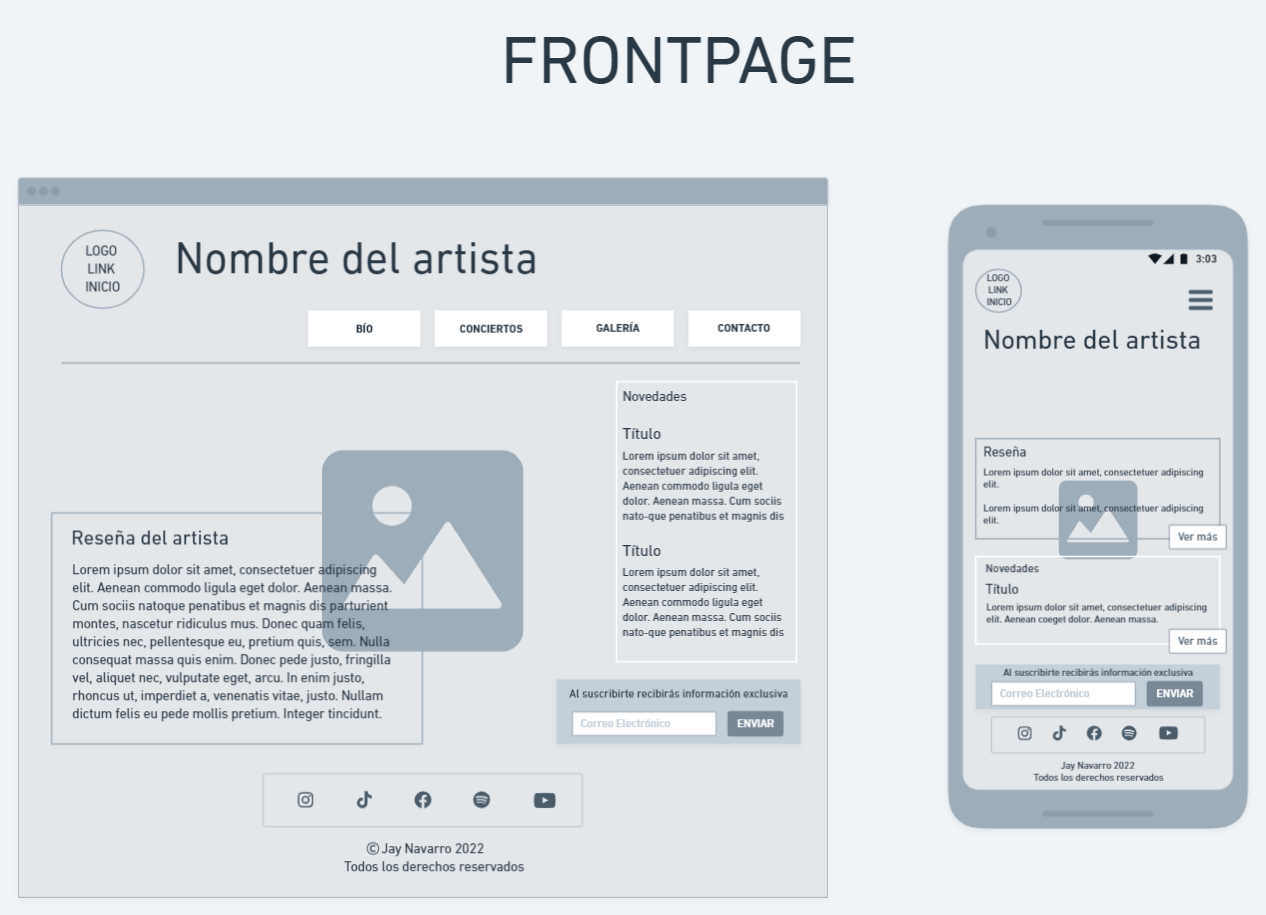 FRONTPAGE
LOGO
LINK
INICIO
Nombre del artista
BÍO
CONCIERTOS
GALERÍA
CONTACTO
Reseña del artista
Lorem ipsum dolor sit amet, consectetuer adipiscing
elit. Aenean commodo ligula eget dolor. Aenean massa.
Cum sociis natoque penatibus et magnis dis parturient
montes, nascetur ridiculus mus. Donec quam felis,
ultricies nec, pellentesque eu, pretium quis, sem. Nulla
consequat massa quis enim. Donec pede justo, fringilla
vel, aliquet nec, vulputate eget, arcu. In enim justo,
rhoncus ut, imperdiet a, venenatis vitae, justo. Nullam
dictum felis eu pede mollis pretium. Integer tincidunt.
Novedades
Título
Lorem ipsum dolor sit amet,
consectetuer adipiscing elit.
Aenean commodo ligula eget
dolor. Aenean massa. Cum sociis
nato-que penatibus et magnis dis
Título
Lorem ipsum dolor sit amet,
consectetuer adipiscing elit.
Aenean commodo ligula eget
dolor. Aenean massa. Cum sociis
nato-que penatibus et magnis dis
Al suscribirte recibirás información exclusiva
Correo Electrónico
ENVIAR
© Jay Navarro 2022
Todos los derechos reservados
3:03
LOGO
LINK
INICIO
Nombre del artista
Reseña
Lorem ipsum dolor sit amet, consectetuer adipiscing
elit.
Lorem ipsum dolor sit amet, consectetuer adipiscing
elit.
Ver más
Novedades
Título
Lorem ipsum dolor sit amet, consectetuer adipiscing
elit. Aenean coeget dolor. Aenean massa.
Ver más
Al suscribirte recibirás información exclusiva
Correo Electrónico
ENVIAR
Jay Navarro 2022
Todos los derechos reservados